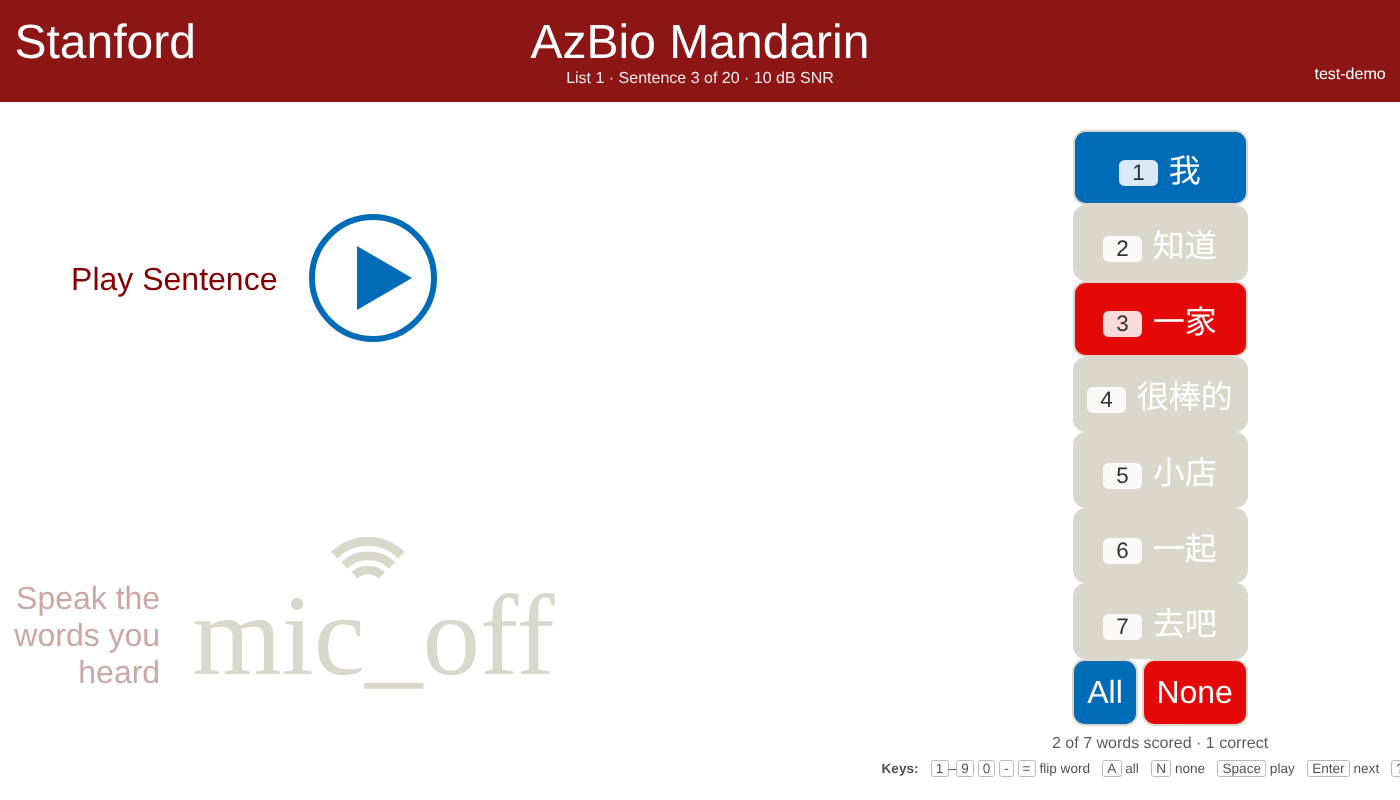 Stanford
AzBio Mandarin
List 1 · Sentence 3 of 20 · 10 dB SNR
test-demo
1 我
2 知道
3 一家
4 很棒的
5 小店
6 一起
7 去吧
Play Sentence
Speak the
words you
heard
mic_off
All None
2 of 7 words scored · 1 correct
Keys: 1–9 0 - = flip word A all N none Space play Enter next ?